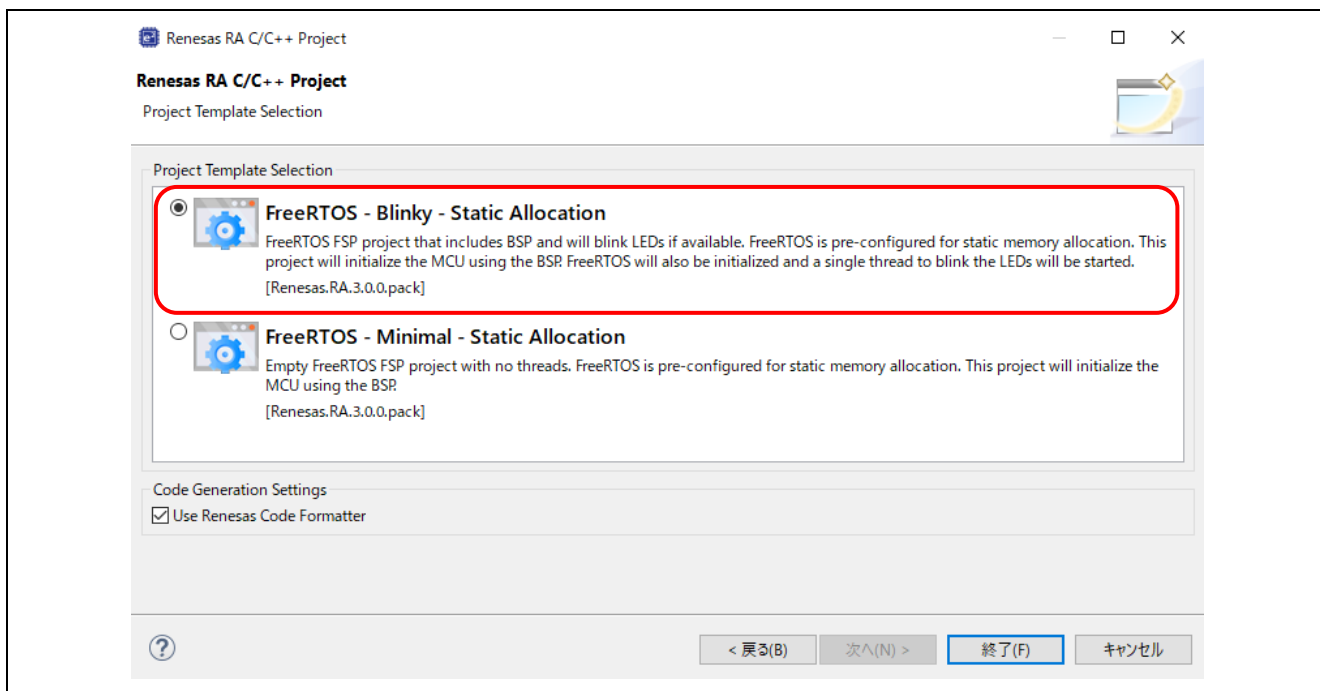 Renesas RA C/C++ Project
Renesas RA C/C++ Project
Project Template Selection
Project Template Selection
FreeRTOS - Blinky - Static Allocation
FreeRTOS FSP project that includes BSP and will blink LEDs if available. FreeRTOS is pre-configured for static memory allocation. This
project will initialize the MCU using the BSP. FreeRTOS will also be initialized and a single thread to blink the LEDs will be started.
[Renesas.RA.3.0.0.pack]
FreeRTOS - Minimal - Static Allocation
Empty FreeRTOS FSP project with no threads. FreeRTOS is pre-configured for static memory allocation. This project will initialize the
MCU using the BSP.
[Renesas.RA.3.0.0.pack]
Code Generation Settings
Use Renesas Code Formatter
< 戻る(B) 次へ(N) > 終了(F) キャンセル